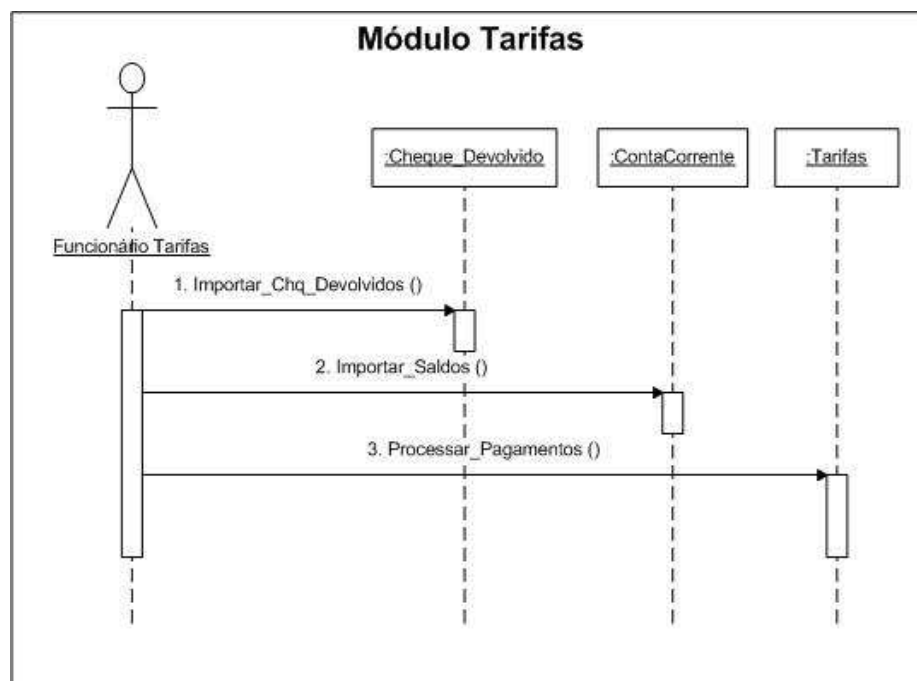 Módulo Tarifas
:Cheque_Devolvido
:ContaCorrente
:Tarifas
Funcionário Tarifas
1. Importar_Chq_Devolvidos ()
2. Importar_Saldos ()
3. Processar_Pagamentos ()